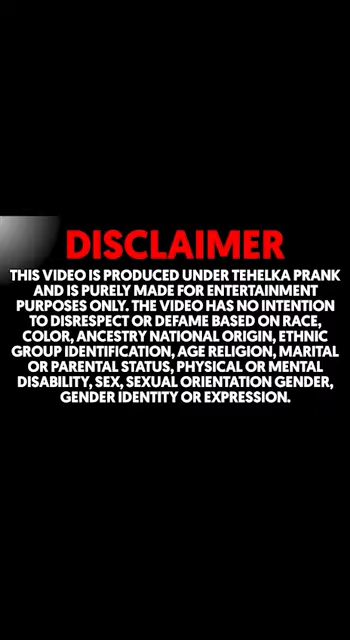 DISCLAIMER
THIS VIDEO IS PRODUCED UNDER TEHELKA PRANK
AND IS PURELY MADE FOR ENTERTAINMENT
PURPOSES ONLY. THE VIDEO HAS NO INTENTION
TO DISRESPECT OR DEFAME BASED ON RACE,
COLOR, ANCESTRY NATIONAL ORIGIN, ETHNIC
GROUP IDENTIFICATION, AGE RELIGION, MARITAL
OR PARENTAL STATUS, PHYSICAL OR MENTAL
DISABILITY, SEX, SEXUAL ORIENTATION GENDER,
GENDER IDENTITY OR EXPRESSION.